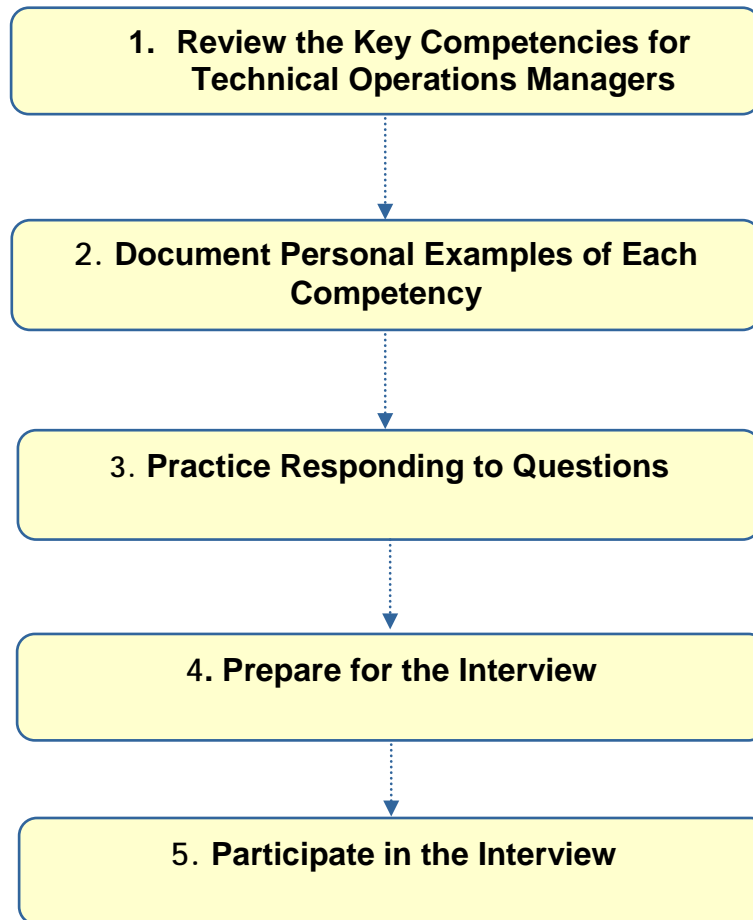 1. Review the Key Competencies for
Technical Operations Managers
2. Document Personal Examples of Each
Competency
3. Practice Responding to Questions
4. Prepare for the Interview
5. Participate in the Interview